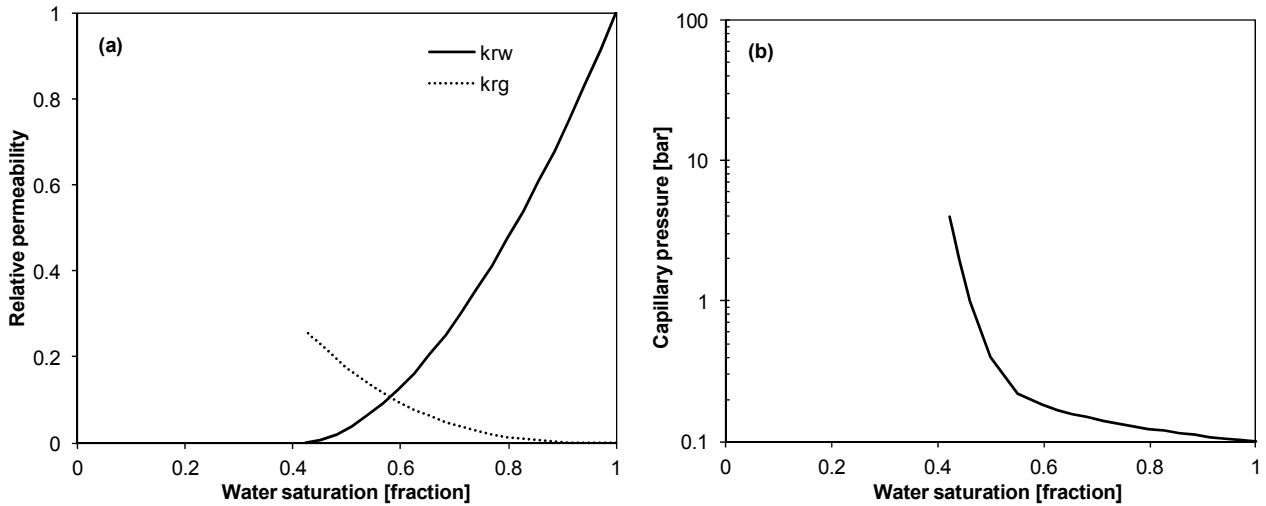 (a)
krw
krg
Relative permeability
1
0.8
0.6
0.4
0.2
0
0 0.2 0.4 0.6 0.8 1
Water saturation [fraction]
(b)
Capillary pressure [bar]
100
10
1
0.1
0 0.2 0.4 0.6 0.8 1
Water saturation [fraction]